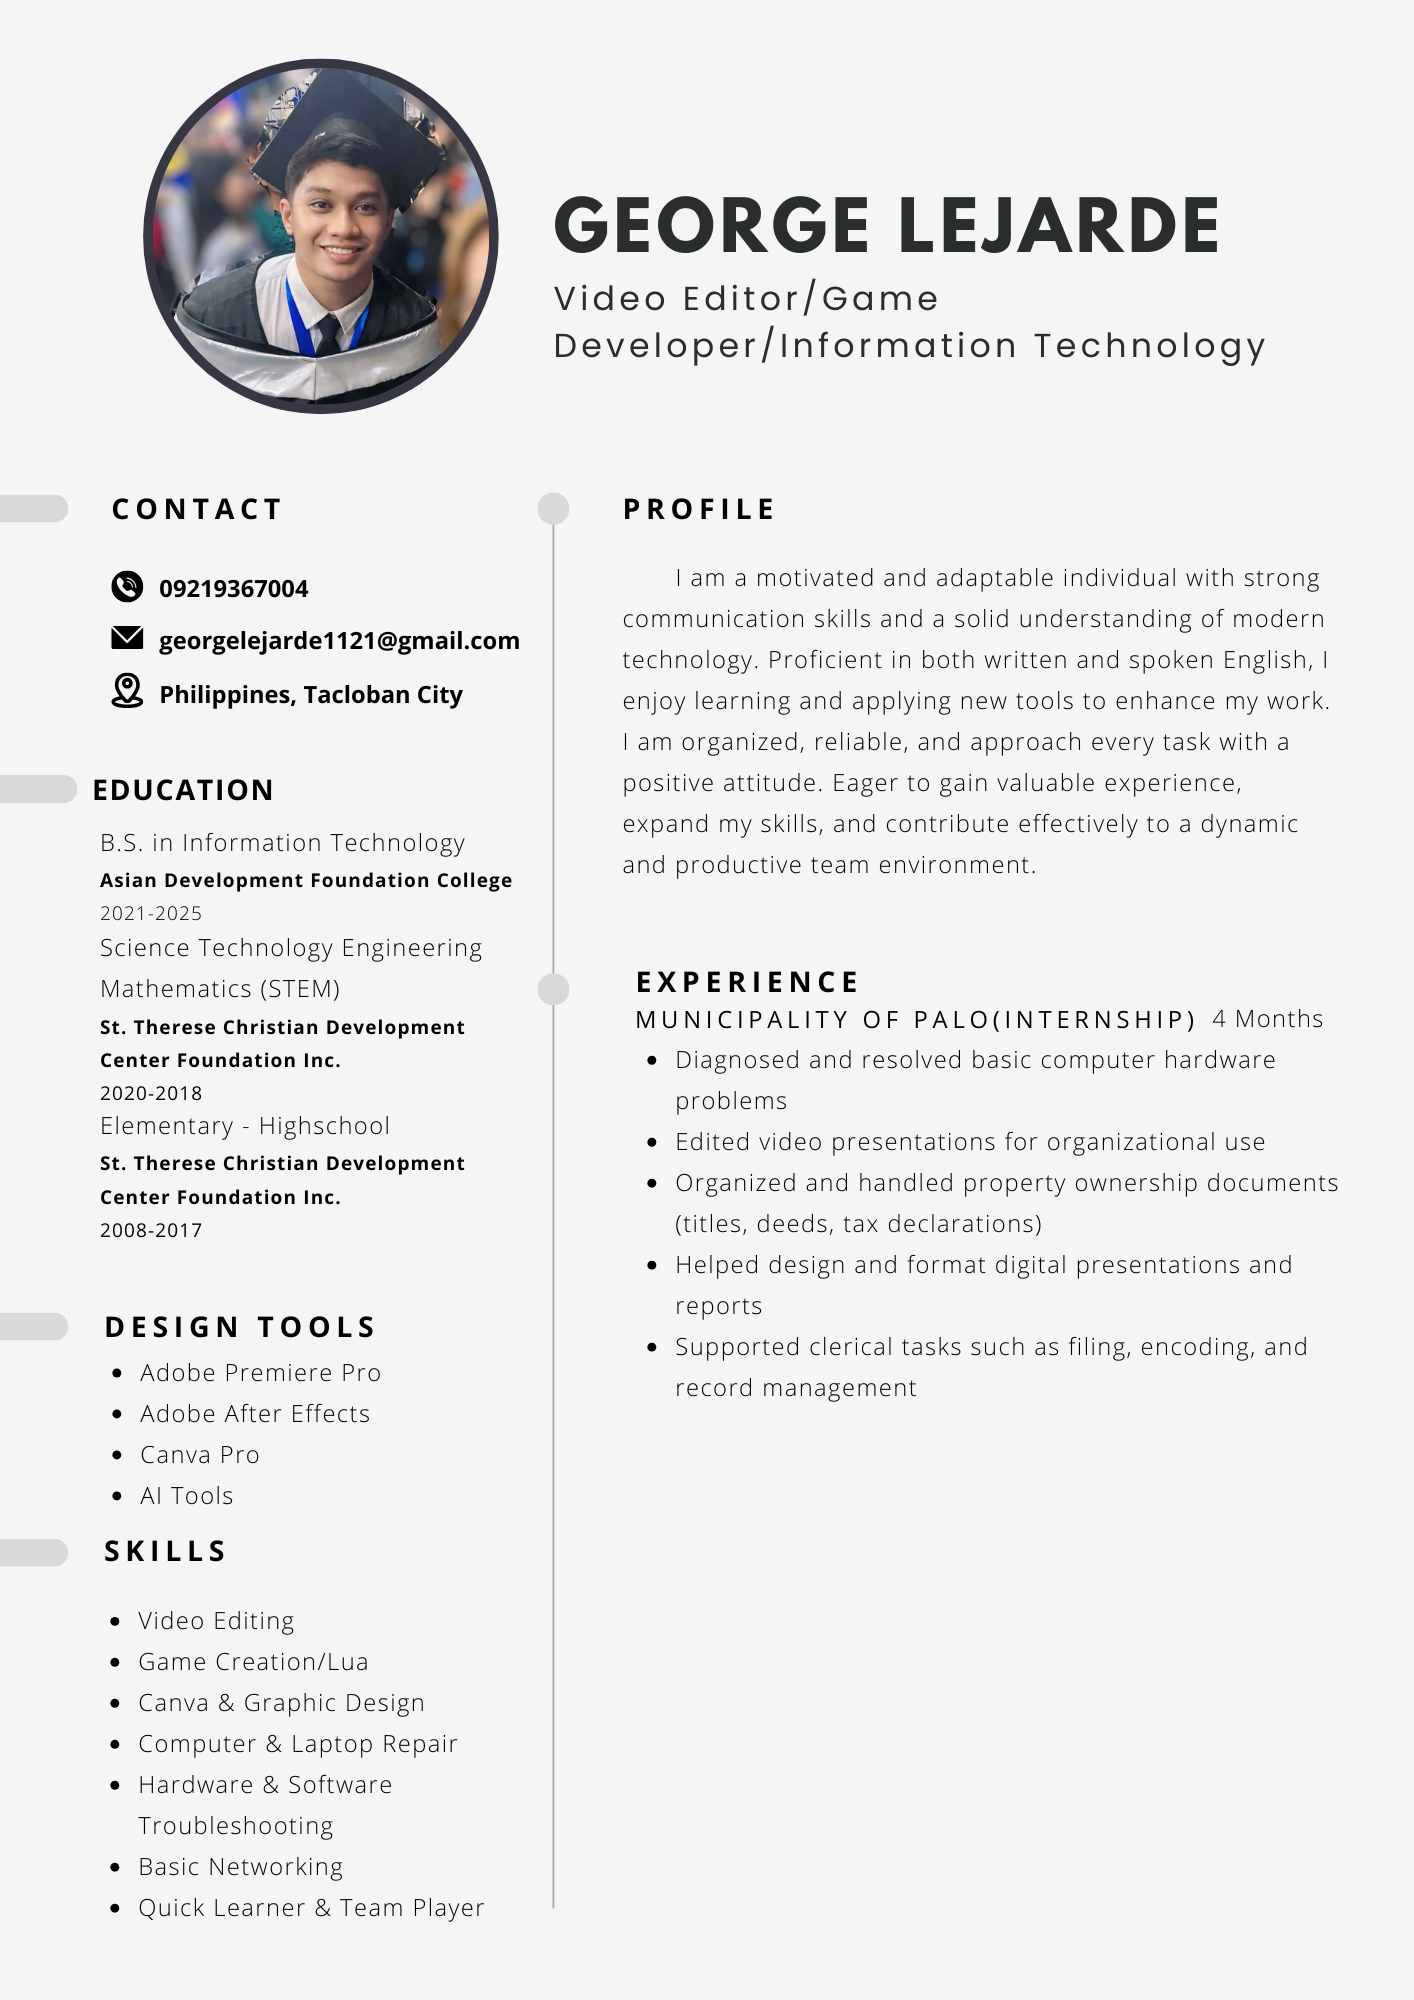 GEORGE LEJARDE
Video Editor/Game
Developer/Information Technology
CONTACT
09219367004
georgelejarde1121@gmail.com
Philippines, Tacloban City
EDUCATION
B.S. in Information Technology
Asian Development Foundation College
2021-2025
Science Technology Engineering
Mathematics (STEM)
St. Therese Christian Development
Center Foundation Inc.
2020-2018
Elementary - Highschool
St. Therese Christian Development
Center Foundation Inc.
2008-2017
DESIGN TOOLS
• Adobe Premiere Pro
• Adobe After Effects
• Canva Pro
• AI Tools
SKILLS
• Video Editing
• Game Creation/Lua
• Canva & Graphic Design
• Computer & Laptop Repair
• Hardware & Software
Troubleshooting
• Basic Networking
• Quick Learner & Team Player
PROFILE
I am a motivated and adaptable individual with strong
communication skills and a solid understanding of modern
technology. Proficient in both written and spoken English, I
enjoy learning and applying new tools to enhance my work.
I am organized, reliable, and approach every task with a
positive attitude. Eager to gain valuable experience,
expand my skills, and contribute effectively to a dynamic
and productive team environment.
EXPERIENCE
MUNICIPALITY OF PALO(INTERNSHIP) 4 Months
• Diagnosed and resolved basic computer hardware
problems
• Edited video presentations for organizational use
• Organized and handled property ownership documents
(titles, deeds, tax declarations)
• Helped design and format digital presentations and
reports
• Supported clerical tasks such as filing, encoding, and
record management